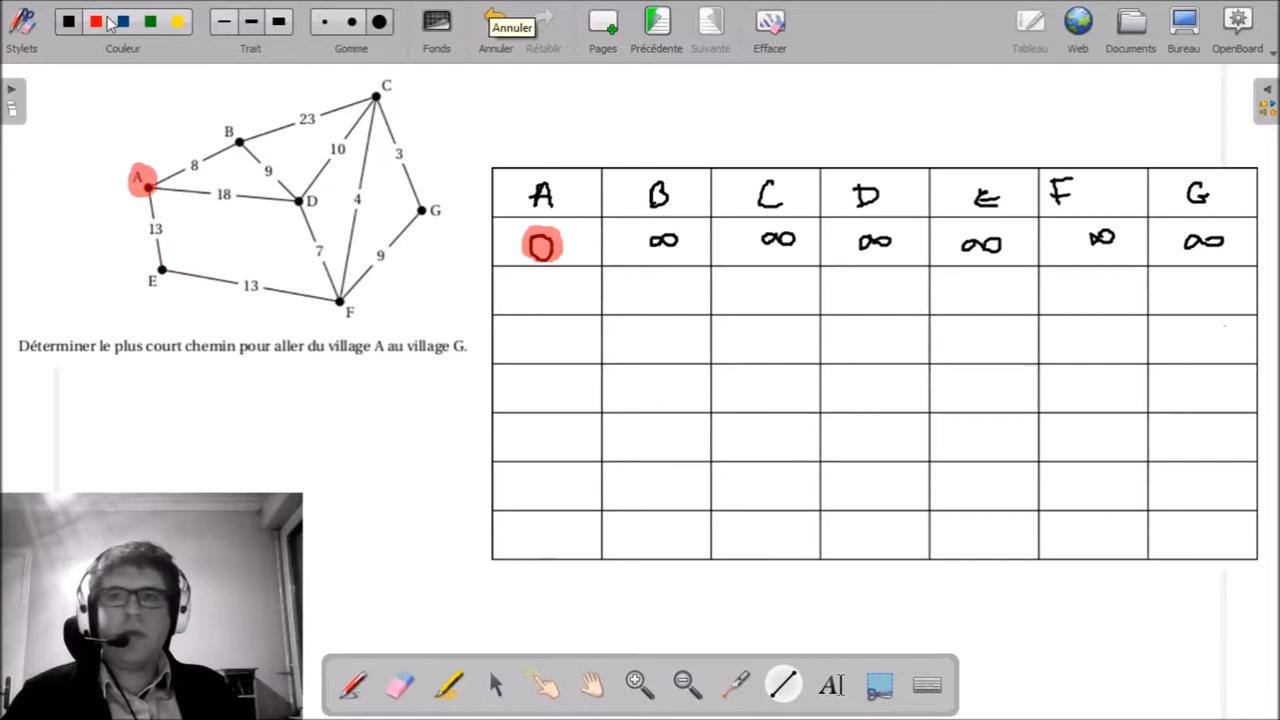 Annuler
Stylets Couleur Trait Gomme Fonds Annuler Rétablir Pages Précédente Suivante Effacer Tableau Web Documents Bureau OpenBoard
C
23
B
8
10
3
9
A
18
D
4
G
13
7
9
E
13
F
Déterminer le plus court chemin pour aller du village A au village G.
A B C D E F G
0 ∞ ∞ ∞ ∞ ∞ ∞
AI